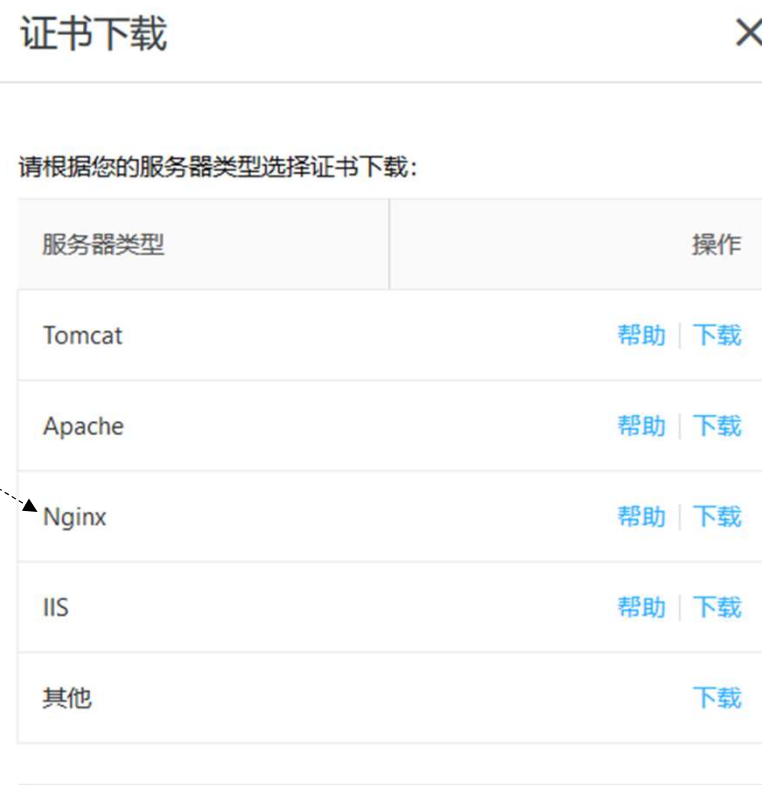 证书下载
请根据您的服务器类型选择证书下载：
服务器类型 操作
Tomcat 帮助 | 下载
Apache 帮助 | 下载
Nginx 帮助 | 下载
IIS 帮助 | 下载
其他 下载